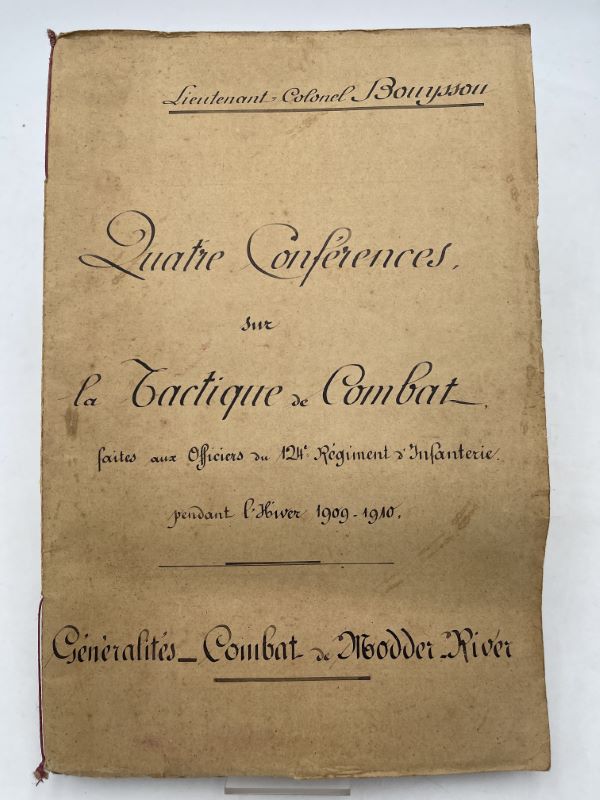 Lieutenant-Colonel Bouyssou
Quatre Conférences,
sur
la Tactique de Combat.
faites aux Officiers du 124e Régiment d'Infanterie.
pendant l'Hiver 1909-1910.
Généralités - Combat de Modder-River